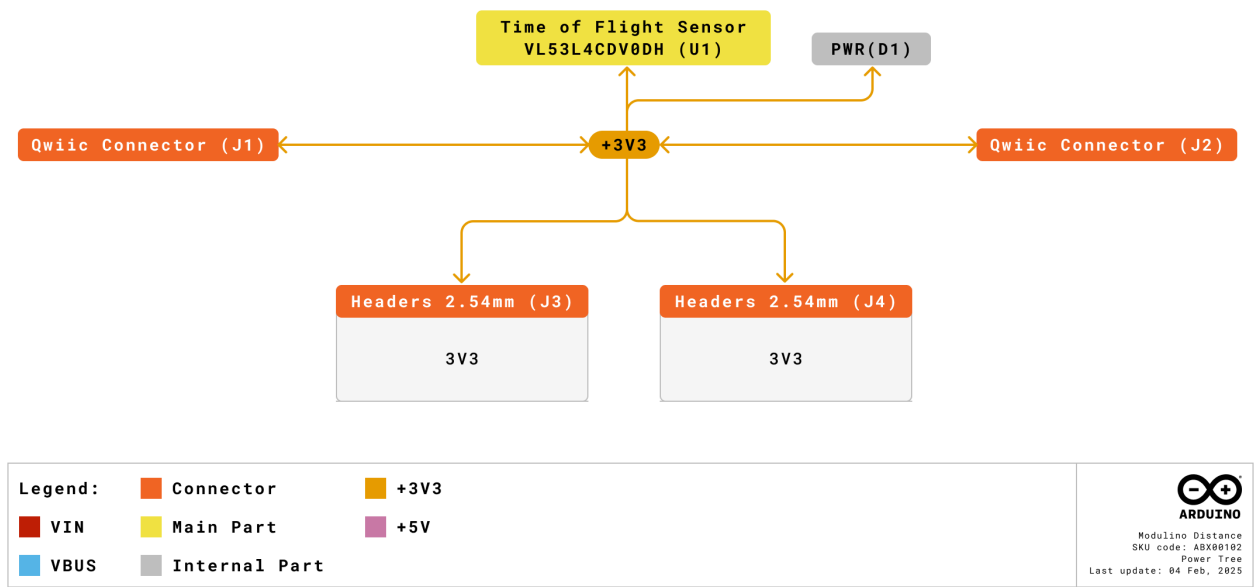 Time of Flight Sensor
VL53L4CDV0DH (U1)
PWR(D1)
Qwiic Connector (J1)
+3V3
Qwiic Connector (J2)
Headers 2.54mm (J3)
Headers 2.54mm (J4)
3V3
3V3
Legend:
Connector
+3V3
VIN
Main Part
+5V
VBUS
Internal Part
ARDUINO
Modulino Distance
SKU code: ABX00102
Power Tree
Last update: 04 Feb, 2025